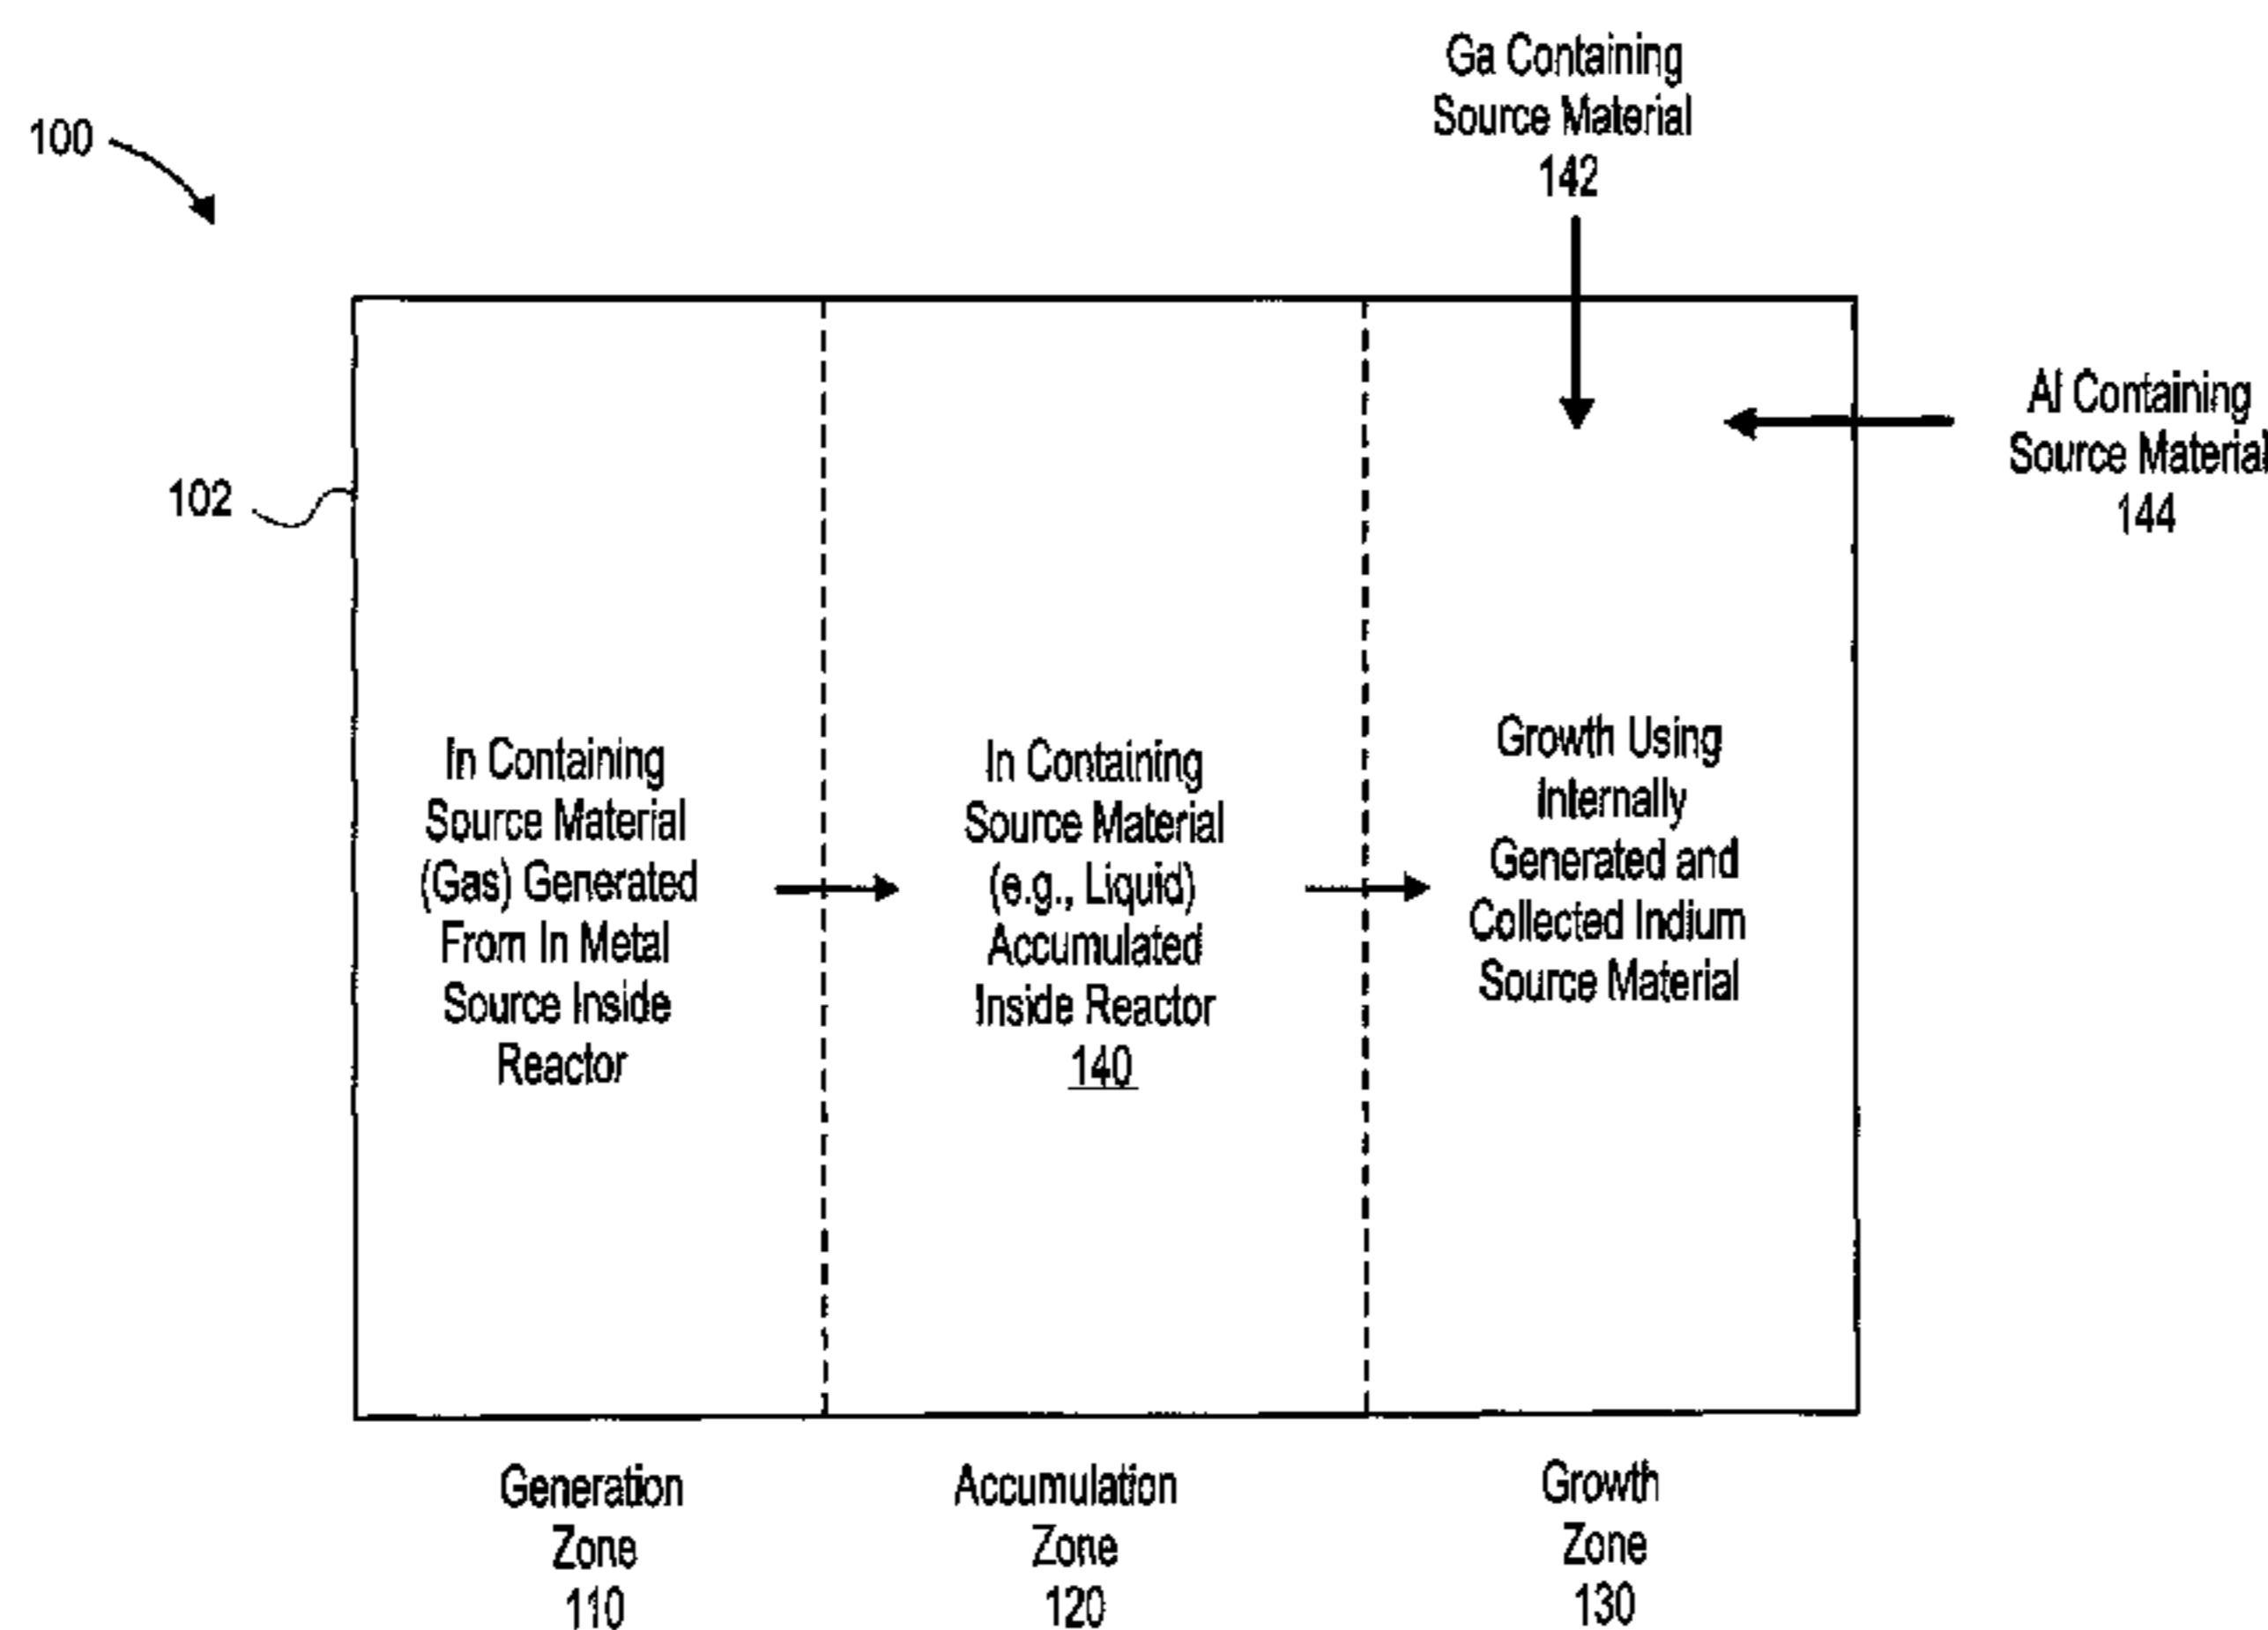 100
Ga Containing
Source Material
142
Al Containing
Source Material
144
102
In Containing
Source Material
(Gas) Generated
From In Metal
Source Inside
Reactor
In Containing
Source Material
(e.g., Liquid)
Accumulated
Inside Reactor
140
Growth Using
Internally
Generated and
Collected Indium
Source Material
Generation
Zone
110
Accumulation
Zone
120
Growth
Zone
130